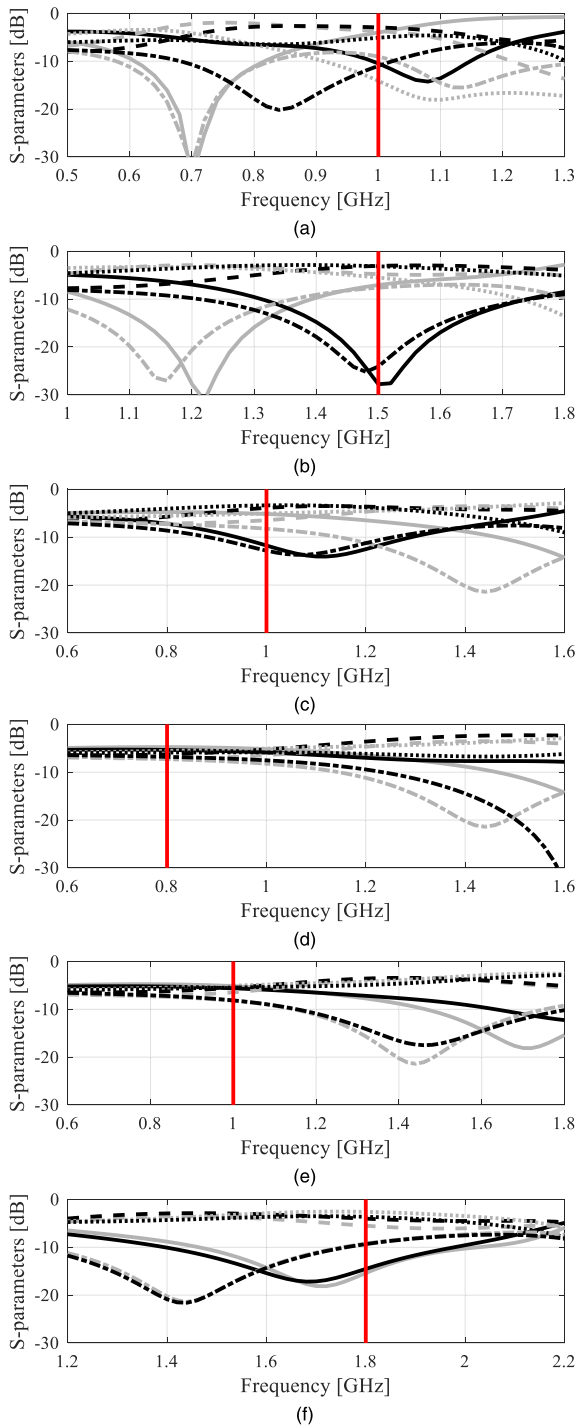 S-parameters [dB]
0
-10
-20
-30
0.5 0.6 0.7 0.8 0.9 1 1.1 1.2 1.3
Frequency [GHz]
(a)
S-parameters [dB]
0
-10
-20
-30
1 1.1 1.2 1.3 1.4 1.5 1.6 1.7 1.8
Frequency [GHz]
(b)
S-parameters [dB]
0
-10
-20
-30
0.6 0.8 1 1.2 1.4 1.6
Frequency [GHz]
(c)
S-parameters [dB]
0
-10
-20
-30
0.6 0.8 1 1.2 1.4 1.6
Frequency [GHz]
(d)
S-parameters [dB]
0
-10
-20
-30
0.6 0.8 1 1.2 1.4 1.6 1.8
Frequency [GHz]
(e)
S-parameters [dB]
0
-10
-20
-30
1.2 1.4 1.6 1.8 2 2.2
Frequency [GHz]
(f)